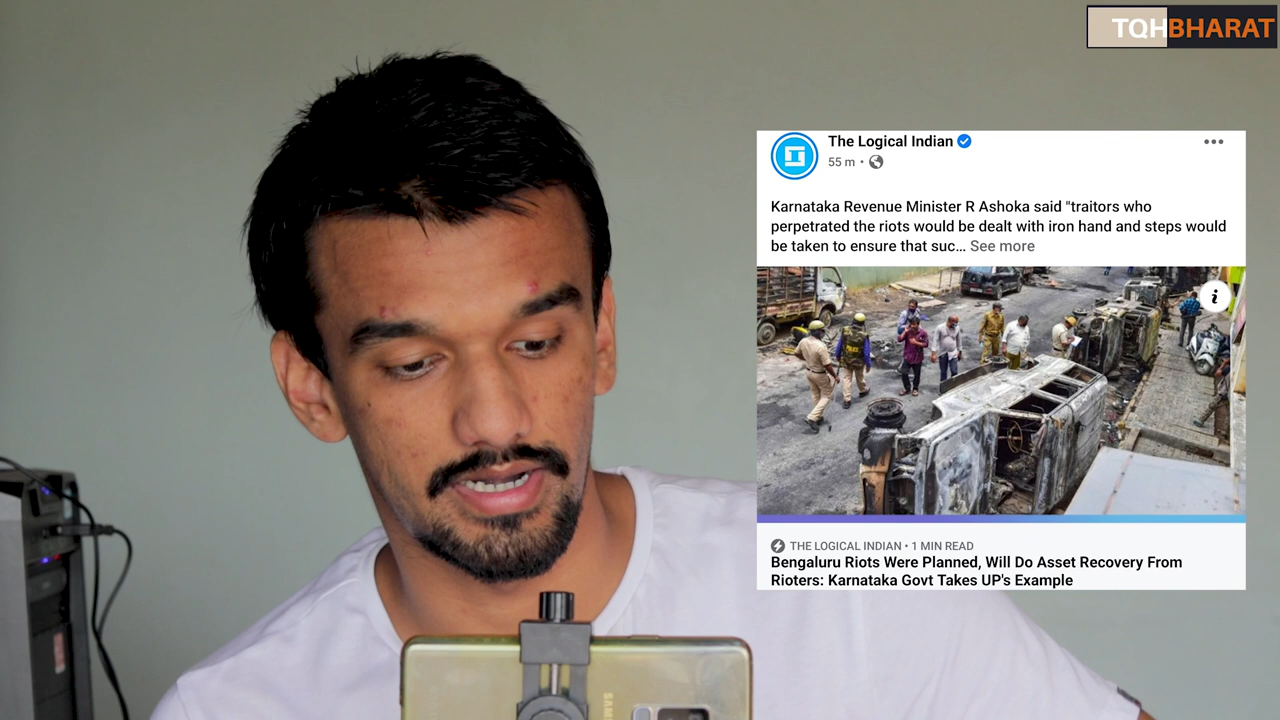 TQHBHARAT
The Logical Indian
55 m
Karnataka Revenue Minister R Ashoka said "traitors who
perpetrated the riots would be dealt with iron hand and steps would
be taken to ensure that suc... See more
i
POLICE
THE LOGICAL INDIAN • 1 MIN READ
Bengaluru Riots Were Planned, Will Do Asset Recovery From
Rioters: Karnataka Govt Takes UP's Example
SAMSUNG